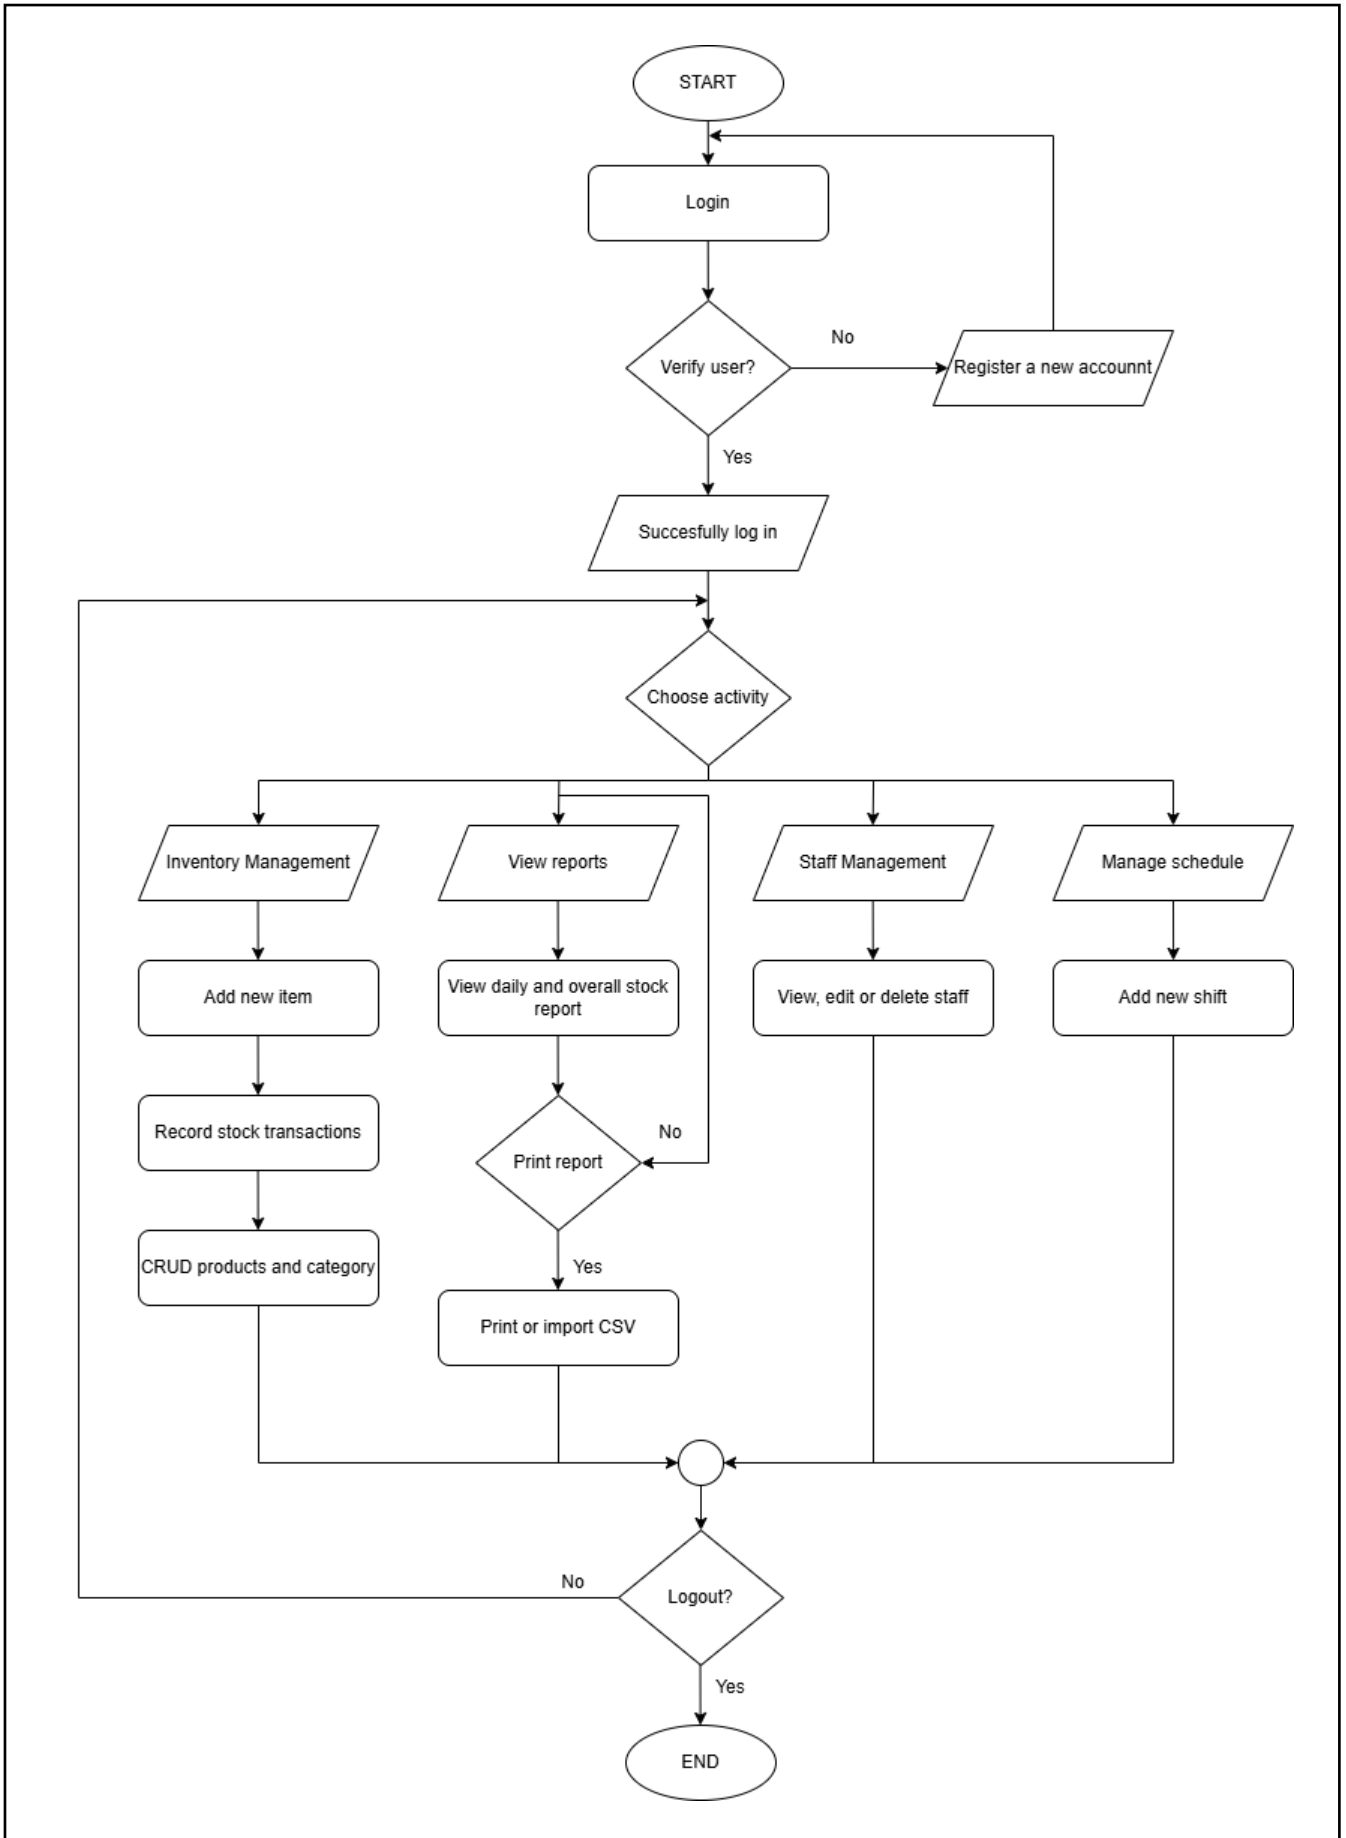 START
Login
Verify user?
No
Register a new accounnt
Yes
Succesfully log in
Choose activity
Inventory Management
View reports
Staff Management
Manage schedule
Add new item
View daily and overall stock
report
View, edit or delete staff
Add new shift
Record stock transactions
Print report
No
CRUD products and category
Yes
Print or import CSV
No
Logout?
Yes
END